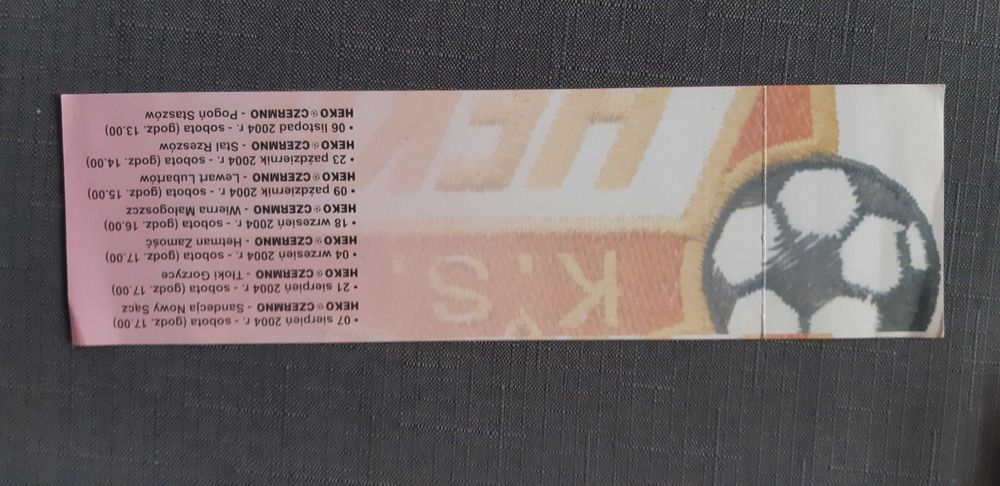 • 07 sierpień 2004 r. - sobota (godz. 17.00)
HEKO CZERMNO - Sandecja Nowy Sącz
• 21 sierpień 2004 r. - sobota (godz. 17.00)
HEKO CZERMNO - Tłoki Gorzyce
• 04 wrzesień 2004 r. - sobota (godz. 17.00)
HEKO CZERMNO - Hetman Zamość
• 18 wrzesień 2004 r. - sobota (godz. 16.00)
HEKO CZERMNO - Wierna Małogoszcz
• 09 październik 2004 r. - sobota (godz. 15.00)
HEKO CZERMNO - Lewart Lubartów
• 23 październik 2004 r. - sobota (godz. 14.00)
HEKO CZERMNO - Stal Rzeszów
• 06 listopad 2004 r. - sobota (godz. 13.00)
HEKO CZERMNO - Pogoń Staszów
K.S.
HEK